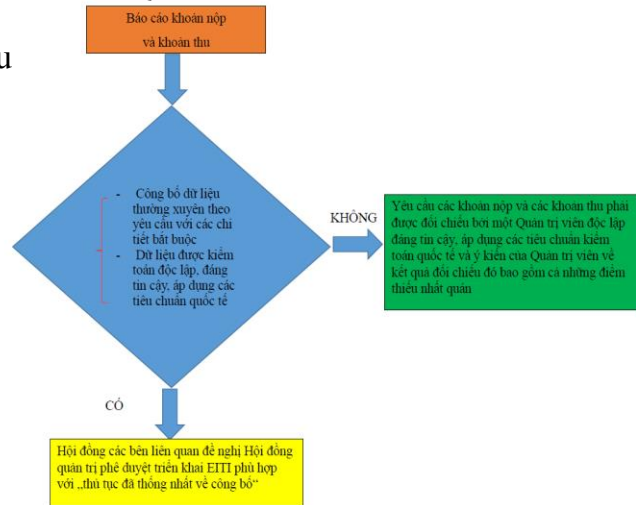 Báo cáo khoản nộp
và khoản thu
u
- Công bố dữ liệu
thường xuyên theo
yêu cầu với các chi
tiết bắt buộc
- Dữ liệu được kiểm
toán độc lập, đáng
tin cậy, áp dụng các
tiêu chuẩn quốc tế
KHÔNG
Yêu cầu các khoản nộp và các khoản thu phải
được đối chiếu bởi một Quản trị viên độc lập
đáng tin cậy, áp dụng các tiêu chuẩn kiểm
toán quốc tế và ý kiến của Quản trị viên về
kết quả đối chiếu đó bao gồm cả những điểm
thiếu nhất quán
CÓ
Hội đồng các bên liên quan đề nghị Hội đồng
quản trị phê duyệt triển khai EITI phù hợp
với „thủ tục đã thống nhất về công bố“